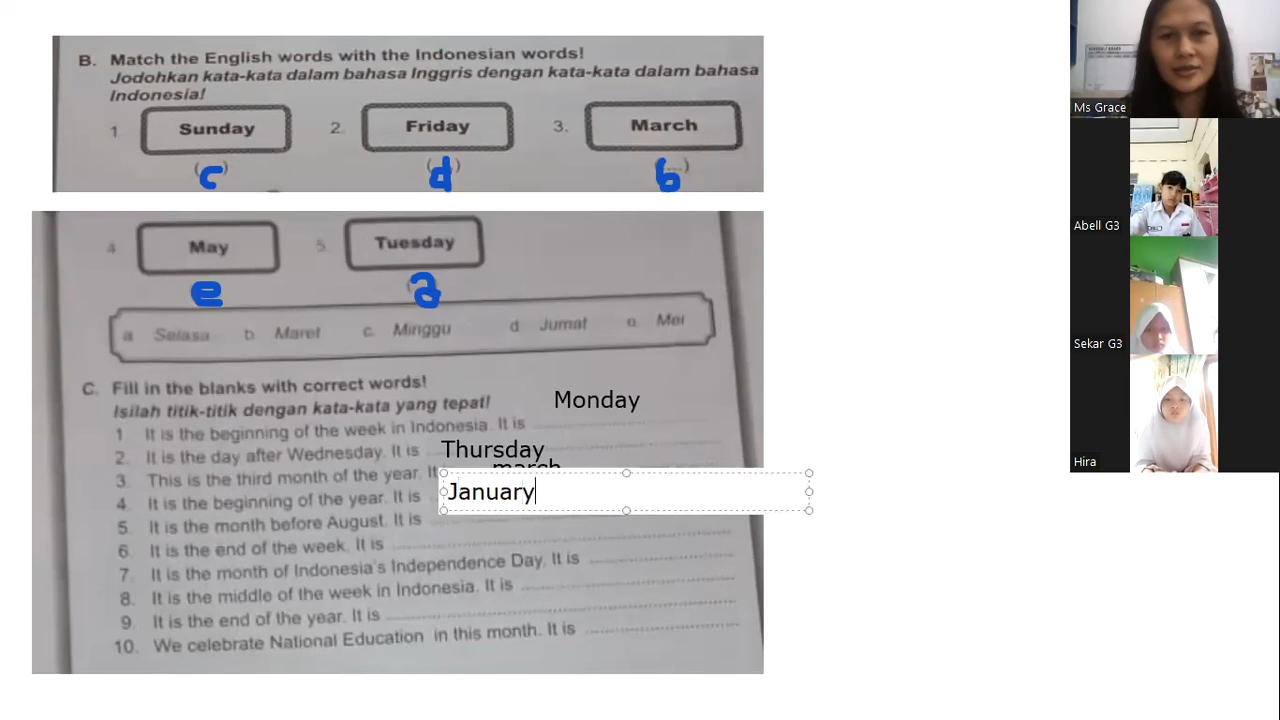 B. Match the English words with the Indonesian words!
Jodohkan kata-kata dalam bahasa Inggris dengan kata-kata dalam bahasa
Indonesia!
1. Sunday 2. Friday 3. March
c d b
4. May 5. Tuesday
e a
a Selasa b. Maret c. Minggu d Jumat e. Mei
C. Fill in the blanks with correct words!
Isilah titik-titik dengan kata-kata yang tepat!
1 It is the beginning of the week in Indonesia. It is Monday
2. It is the day after Wednesday. It is Thursday
3. This is the third month of the year. It march
4. It is the beginning of the year. It is January
5. It is the month before August. It is
6. It is the end of the week. It is
7. It is the month of Indonesia's Independence Day. It is
8. It is the middle of the week in Indonesia. It is
9. It is the end of the year. It is
10. We celebrate National Education in this month. It is
Ms Grace
Abell G3
Sekar G3
Hira